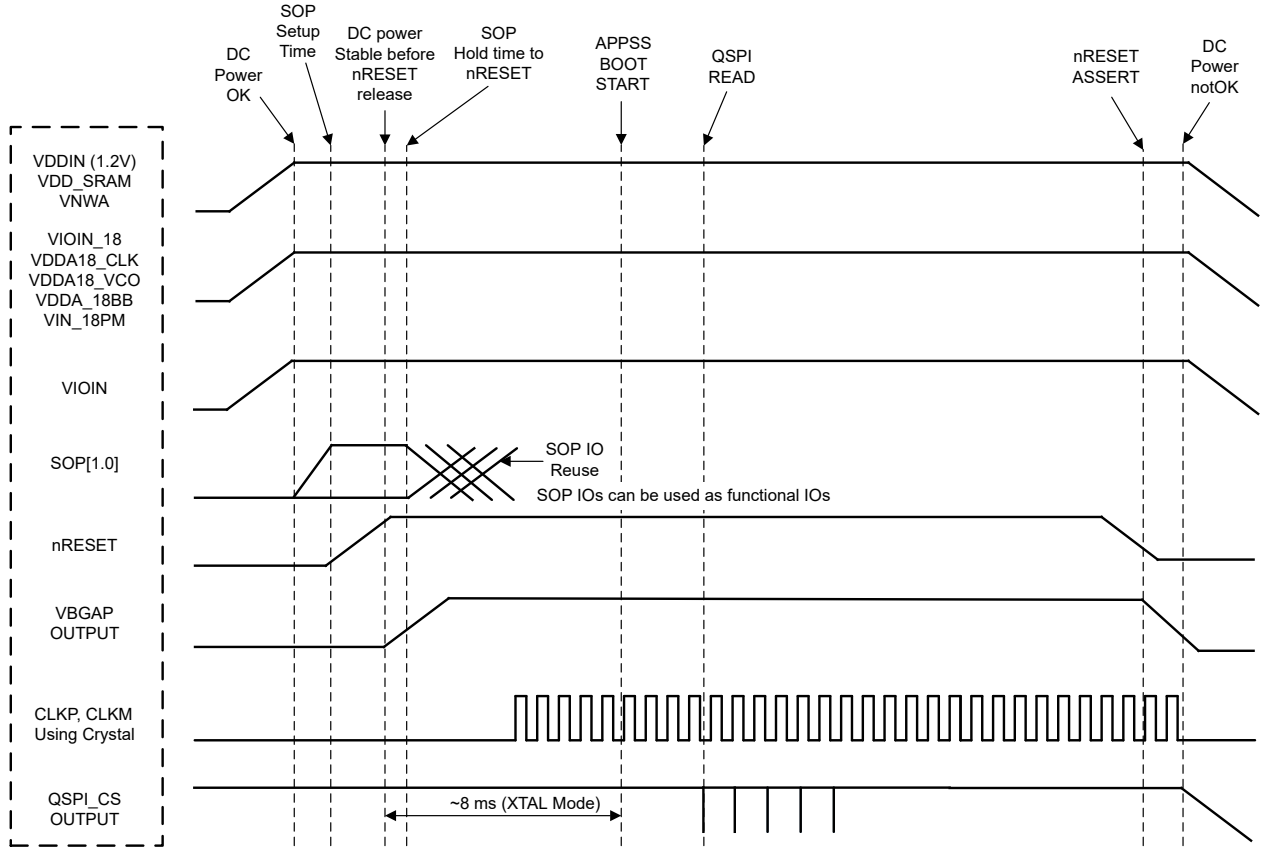 SOP
Setup
Time
DC
Power
OK
DC power
Stable before
nRESET
release
SOP
Hold time to
nRESET
APPSS
BOOT
START
QSPI
READ
nRESET
ASSERT
DC
Power
notOK
VDDIN (1.2V)
VDD_SRAM
VNWA
VIOIN_18
VDDA18_CLK
VDDA18_VCO
VDDA_18BB
VIN_18PM
VIOIN
SOP[1.0]
SOP IO
Reuse
SOP IOs can be used as functional IOs
nRESET
VBGAP
OUTPUT
CLKP, CLKM
Using Crystal
QSPI_CS
OUTPUT
~8 ms (XTAL Mode)